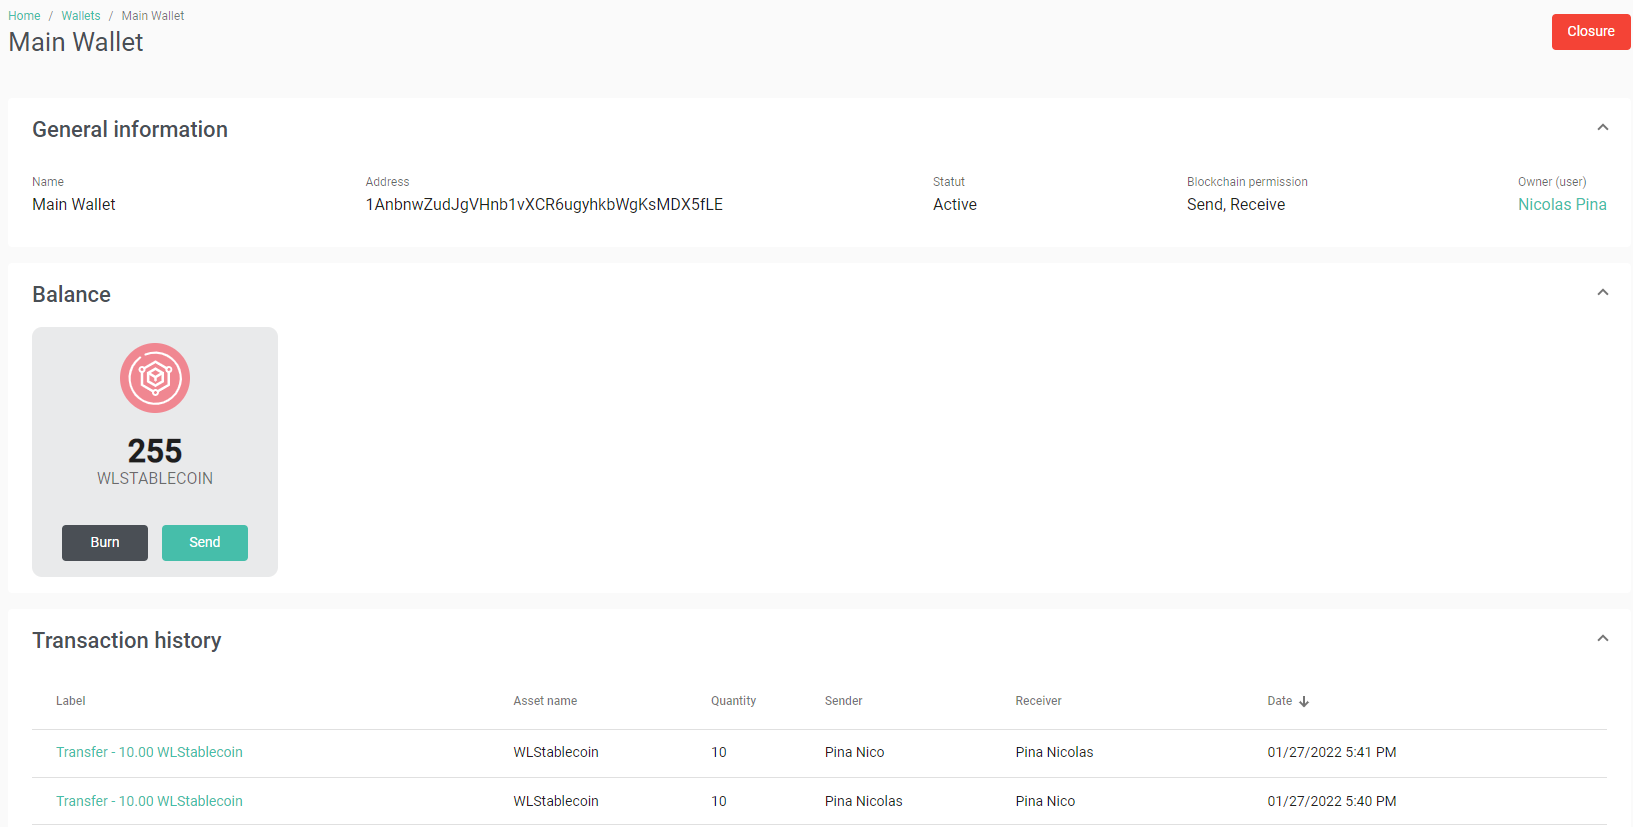 Home / Wallets / Main Wallet
Main Wallet
Closure
General information
Name Address Statut Blockchain permission Owner (user)
Main Wallet 1AnbnwZudJgVHnb1vXCR6ugyhkbWgKsMDX5fLE Active Send, Receive Nicolas Pina
Balance
255
WLSTABLECOIN
Burn Send
Transaction history
Label Asset name Quantity Sender Receiver Date
Transfer - 10.00 WLStablecoin WLStablecoin 10 Pina Nico Pina Nicolas 01/27/2022 5:41 PM
Transfer - 10.00 WLStablecoin WLStablecoin 10 Pina Nicolas Pina Nico 01/27/2022 5:40 PM